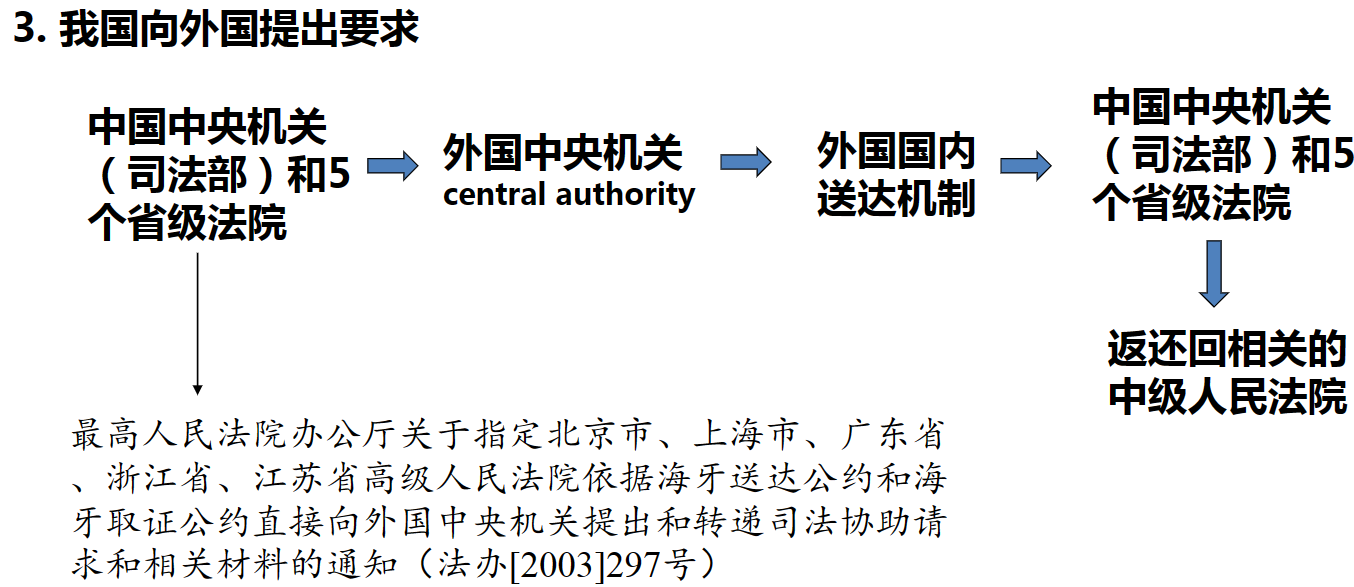 3. 我国向外国提出要求
中国中央机关
（司法部）和5
个省级法院
外国中央机关
central authority
外国国内
送达机制
中国中央机关
（司法部）和5
个省级法院
返还回相关的
中级人民法院
最高人民法院办公厅关于指定北京市、上海市、广东省
、浙江省、江苏省高级人民法院依据海牙送达公约和海
牙取证公约直接向外国中央机关提出和转递司法协助请
求和相关材料的通知（法办[2003]297号）